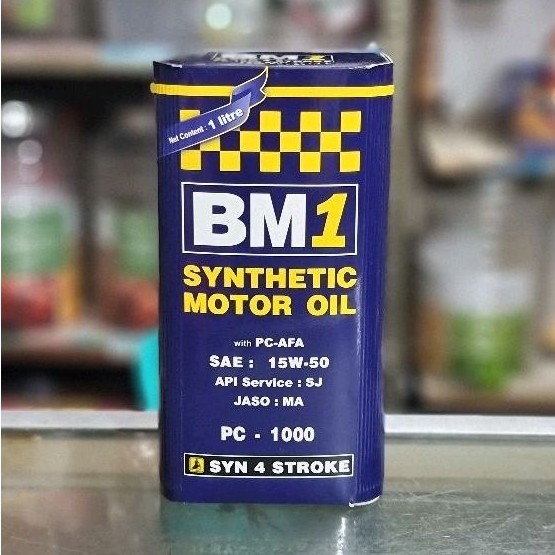 BM1
Net Content : 1 litre
BM1
SYNTHETIC
MOTOR OIL
with PC-AFA
SAE : 15W-50
API Service : SJ
JASO : MA
PC - 1000
SYN 4 STROKE